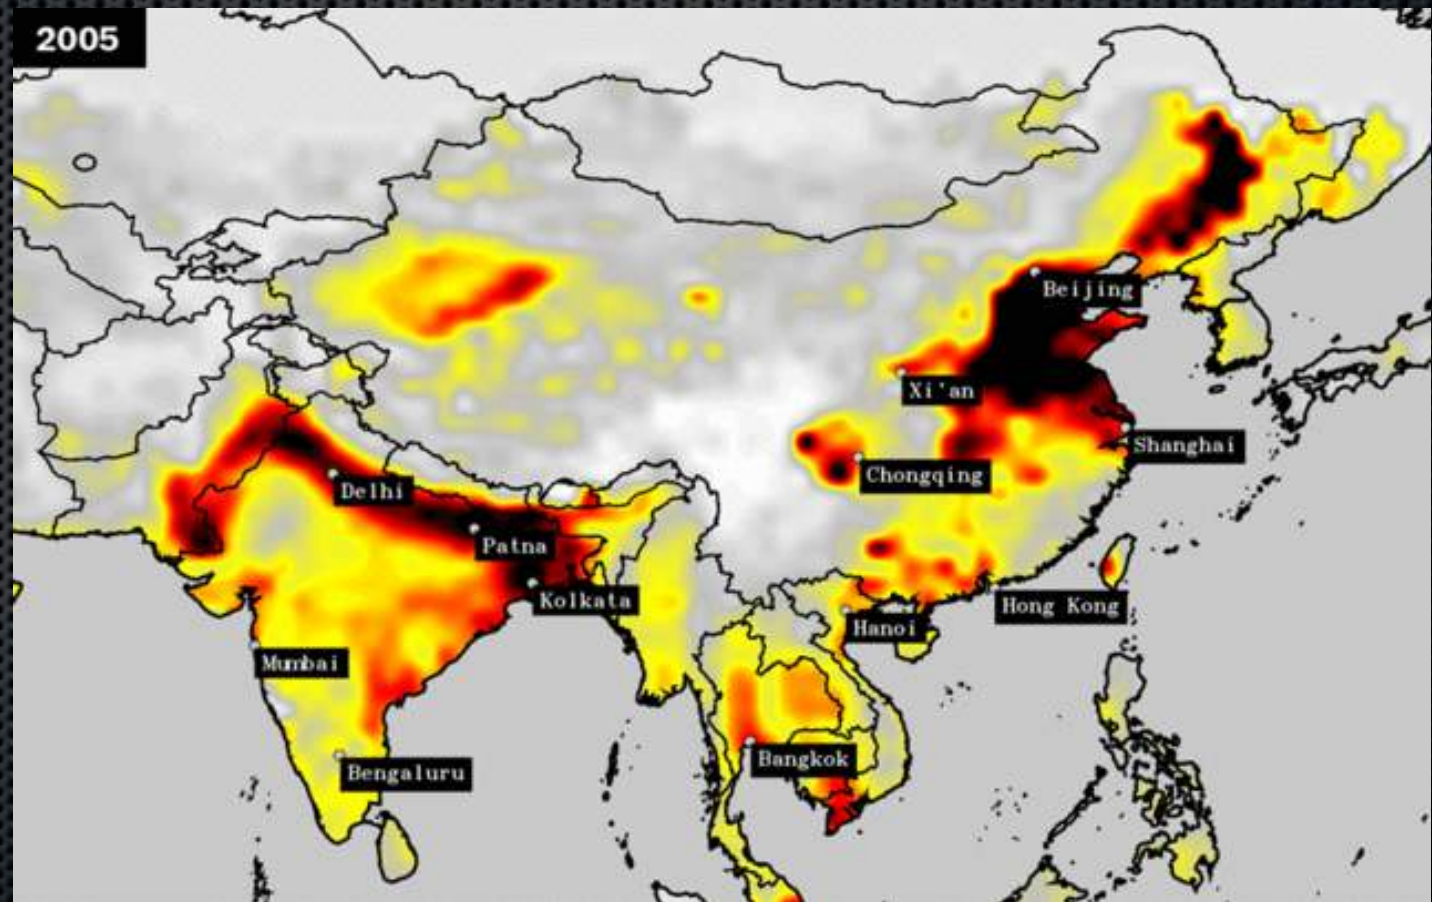 2005
Beijing
Xi'an
Shanghai
Chongqing
Delhi
Patna
Kolkata
Hong Kong
Hanoi
Mumbai
Bangkok
Bengaluru